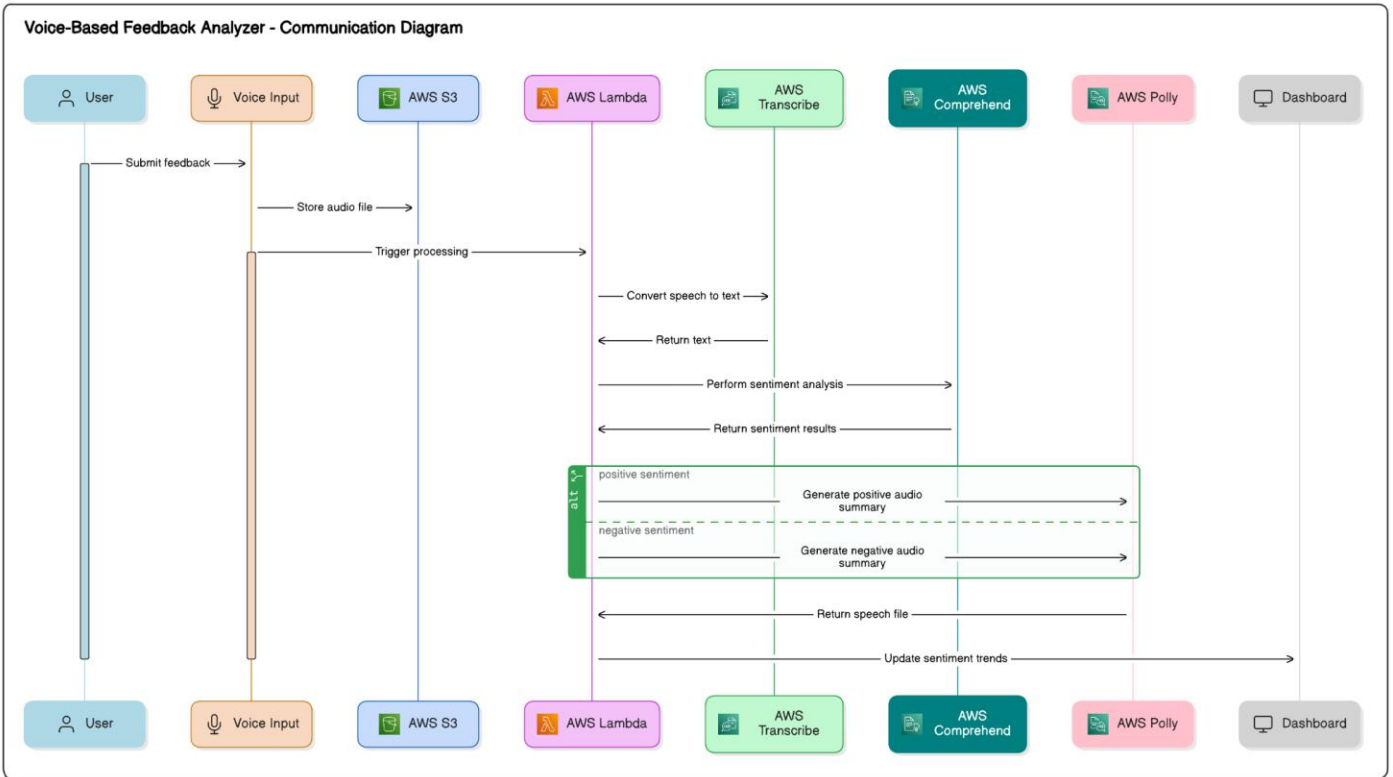 Voice-Based Feedback Analyzer - Communication Diagram
User
Voice Input
AWS S3
AWS Lambda
AWS
Transcribe
AWS
Comprehend
AWS Polly
Dashboard
Submit feedback
Store audio file
Trigger processing
Convert speech to text
Return text
Perform sentiment analysis
Return sentiment results
alt
positive sentiment
Generate positive audio
summary
negative sentiment
Generate negative audio
summary
Return speech file
Update sentiment trends
User
Voice Input
AWS S3
AWS Lambda
AWS
Transcribe
AWS
Comprehend
AWS Polly
Dashboard